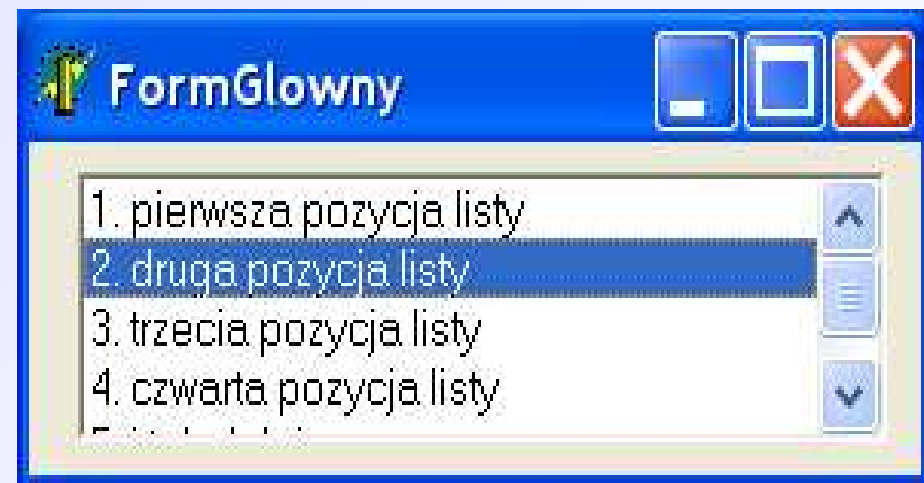 FormGlowny
1. pierwsza pozycja listy
2. druga pozycja listy
3. trzecia pozycja listy
4. czwarta pozycja listy